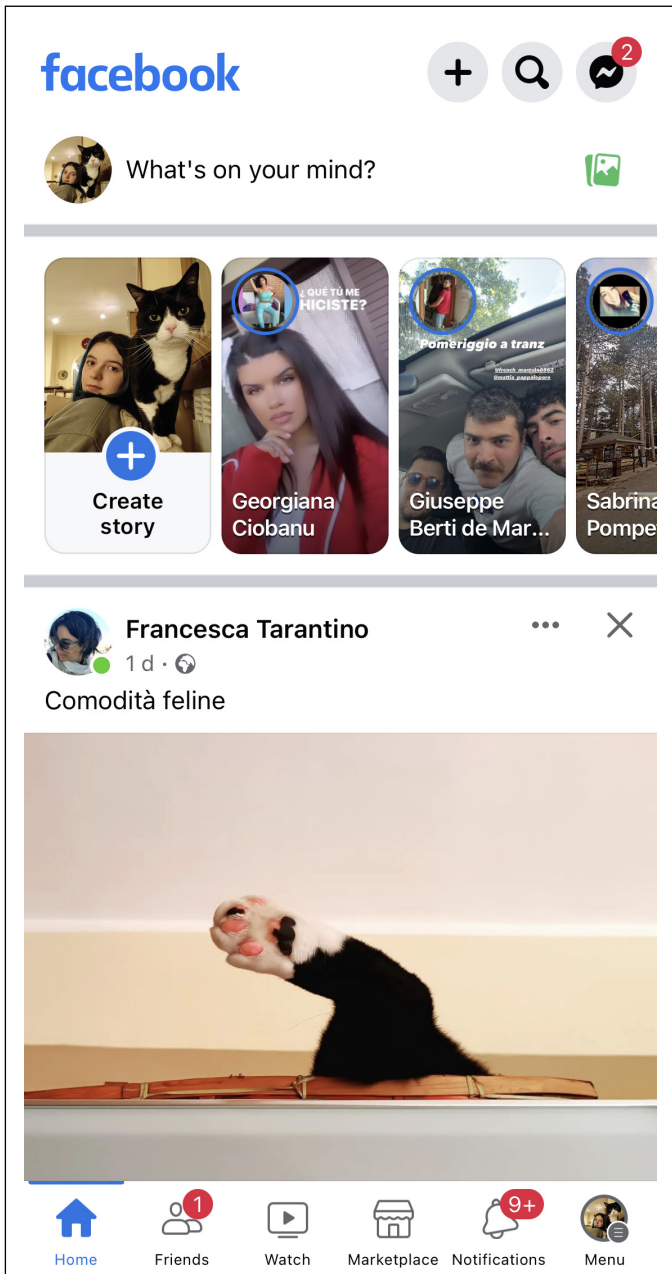 facebook
2
What's on your mind?
¿ QUÉ TÚ ME
HICISTE?
Pomeriggio a tranz
@mattia_pappalepore
Create
story
Georgiana
Ciobanu
Giuseppe
Berti de Mar...
Sabrina
Pompe
Francesca Tarantino
1 d ·
Comodità feline
1
9+
Home
Friends
Watch
Marketplace
Notifications
Menu